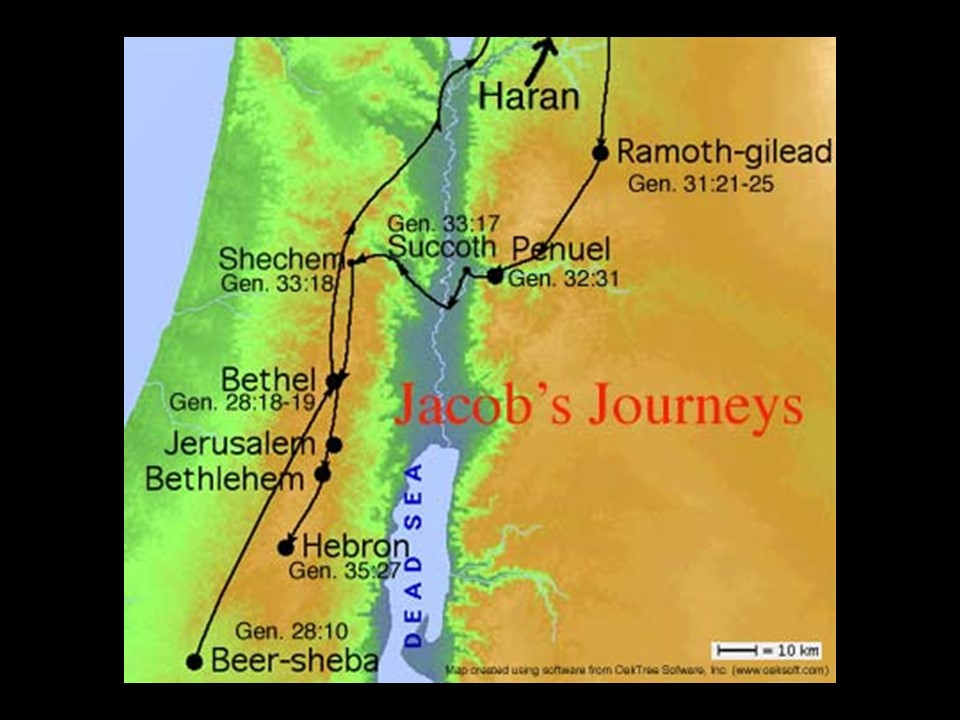 Haran
Ramoth-gilead
Gen. 31:21-25
Gen. 33:17
Succoth
Penuel
Gen. 32:31
Shechem
Gen. 33:18
Bethel
Gen. 28:18-19
Jacob's Journeys
Jerusalem
Bethlehem
DEAD SEA
Hebron
Gen. 35:27
Gen. 28:10
Beer-sheba
= 10 km
Map created using software from OakTree Sofware, Inc. (www.oaksoft.com)